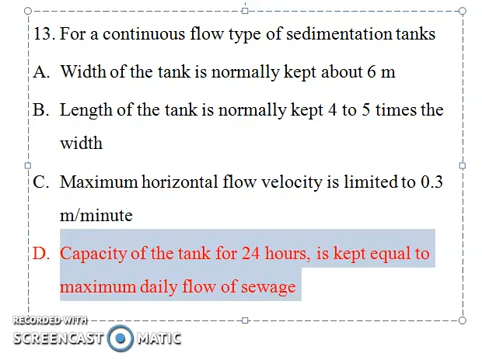 13. For a continuous flow type of sedimentation tanks
A. Width of the tank is normally kept about 6 m
B. Length of the tank is normally kept 4 to 5 times the
width
C. Maximum horizontal flow velocity is limited to 0.3
m/minute
D. Capacity of the tank for 24 hours, is kept equal to
maximum daily flow of sewage
RECORDED WITH
SCREENCAST MATIC